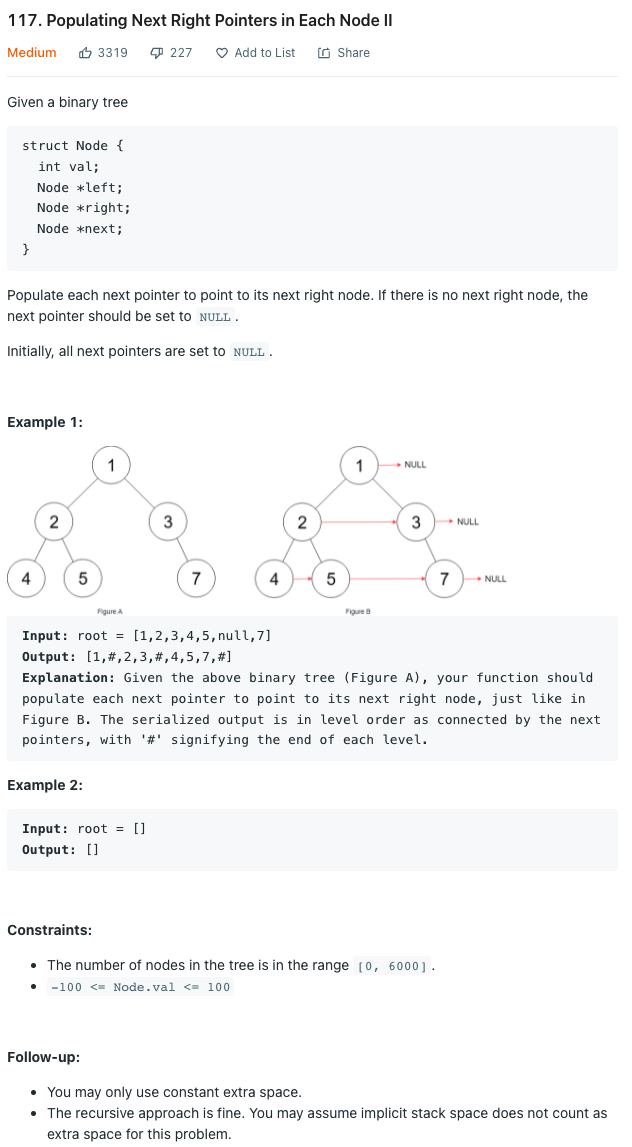 117. Populating Next Right Pointers in Each Node II
Medium 3319 227 Add to List Share
Given a binary tree
struct Node {
  int val;
  Node *left;
  Node *right;
  Node *next;
}
Populate each next pointer to point to its next right node. If there is no next right node, the
next pointer should be set to NULL .
Initially, all next pointers are set to NULL .
Example 1:
1 1 NULL
2 3 2 3 NULL
4 5 7 4 5 7 NULL
Figure A Figure B
Input: root = [1,2,3,4,5,null,7]
Output: [1,#,2,3,#,4,5,7,#]
Explanation: Given the above binary tree (Figure A), your function should
populate each next pointer to point to its next right node, just like in
Figure B. The serialized output is in level order as connected by the next
pointers, with '#' signifying the end of each level.
Example 2:
Input: root = []
Output: []
Constraints:
• The number of nodes in the tree is in the range [0, 6000] .
• -100 <= Node.val <= 100
Follow-up:
• You may only use constant extra space.
• The recursive approach is fine. You may assume implicit stack space does not count as
extra space for this problem.